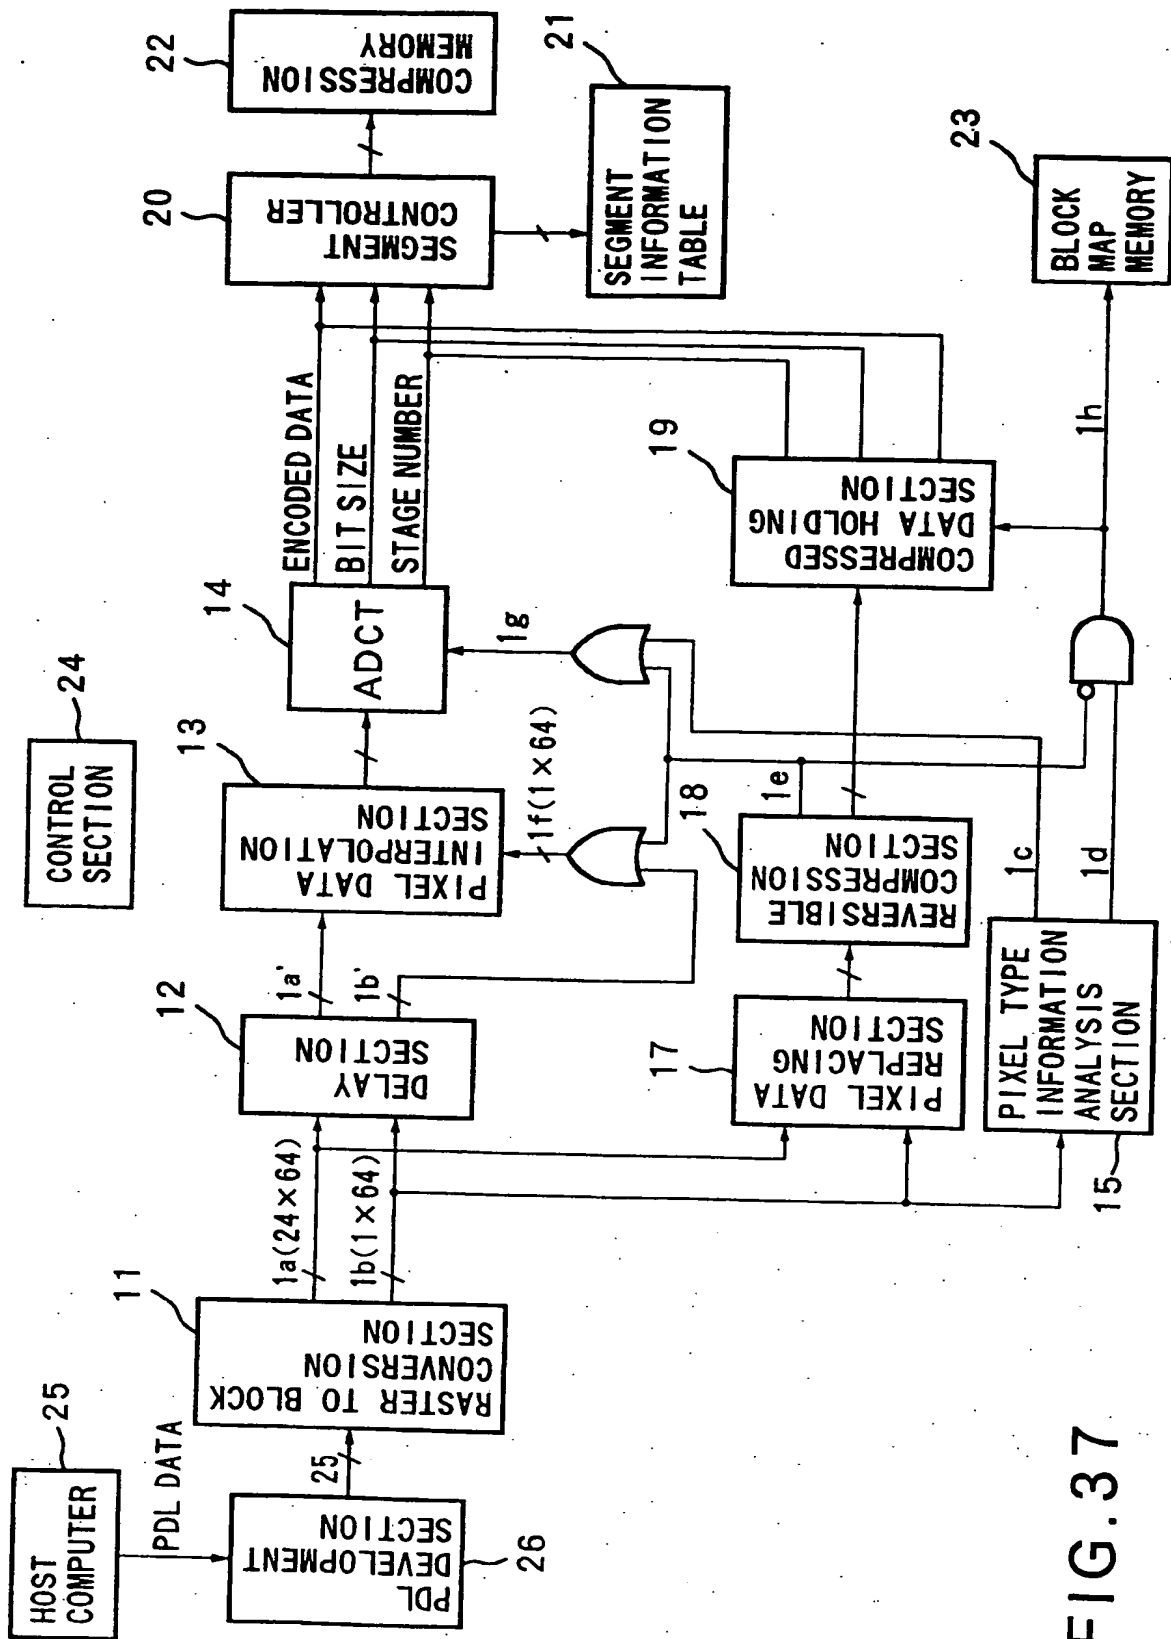 HOST
COMPUTER
25
PDL DATA
PDL
DEVELOPMENT
SECTION
26
25
RASTER TO BLOCK
CONVERSION
SECTION
11
1a(24×64)
1b(1×64)
DELAY
SECTION
12
1a'
1b'
PIXEL DATA
INTERPOLATION
SECTION
13
CONTROL
SECTION
24
1f(1×64)
ADCT
14
1g
ENCODED DATA
BIT SIZE
STAGE NUMBER
SEGMENT
CONTROLLER
20
COMPRESSION
MEMORY
22
SEGMENT
INFORMATION
TABLE
21
PIXEL DATA
REPLACING
SECTION
17
REVERSIBLE
COMPRESSION
SECTION
18
1e
COMPRESSED
DATA HOLDING
SECTION
19
PIXEL TYPE
INFORMATION
ANALYSIS
SECTION
15
1c
1d
1h
BLOCK
MAP
MEMORY
23
FIG.37